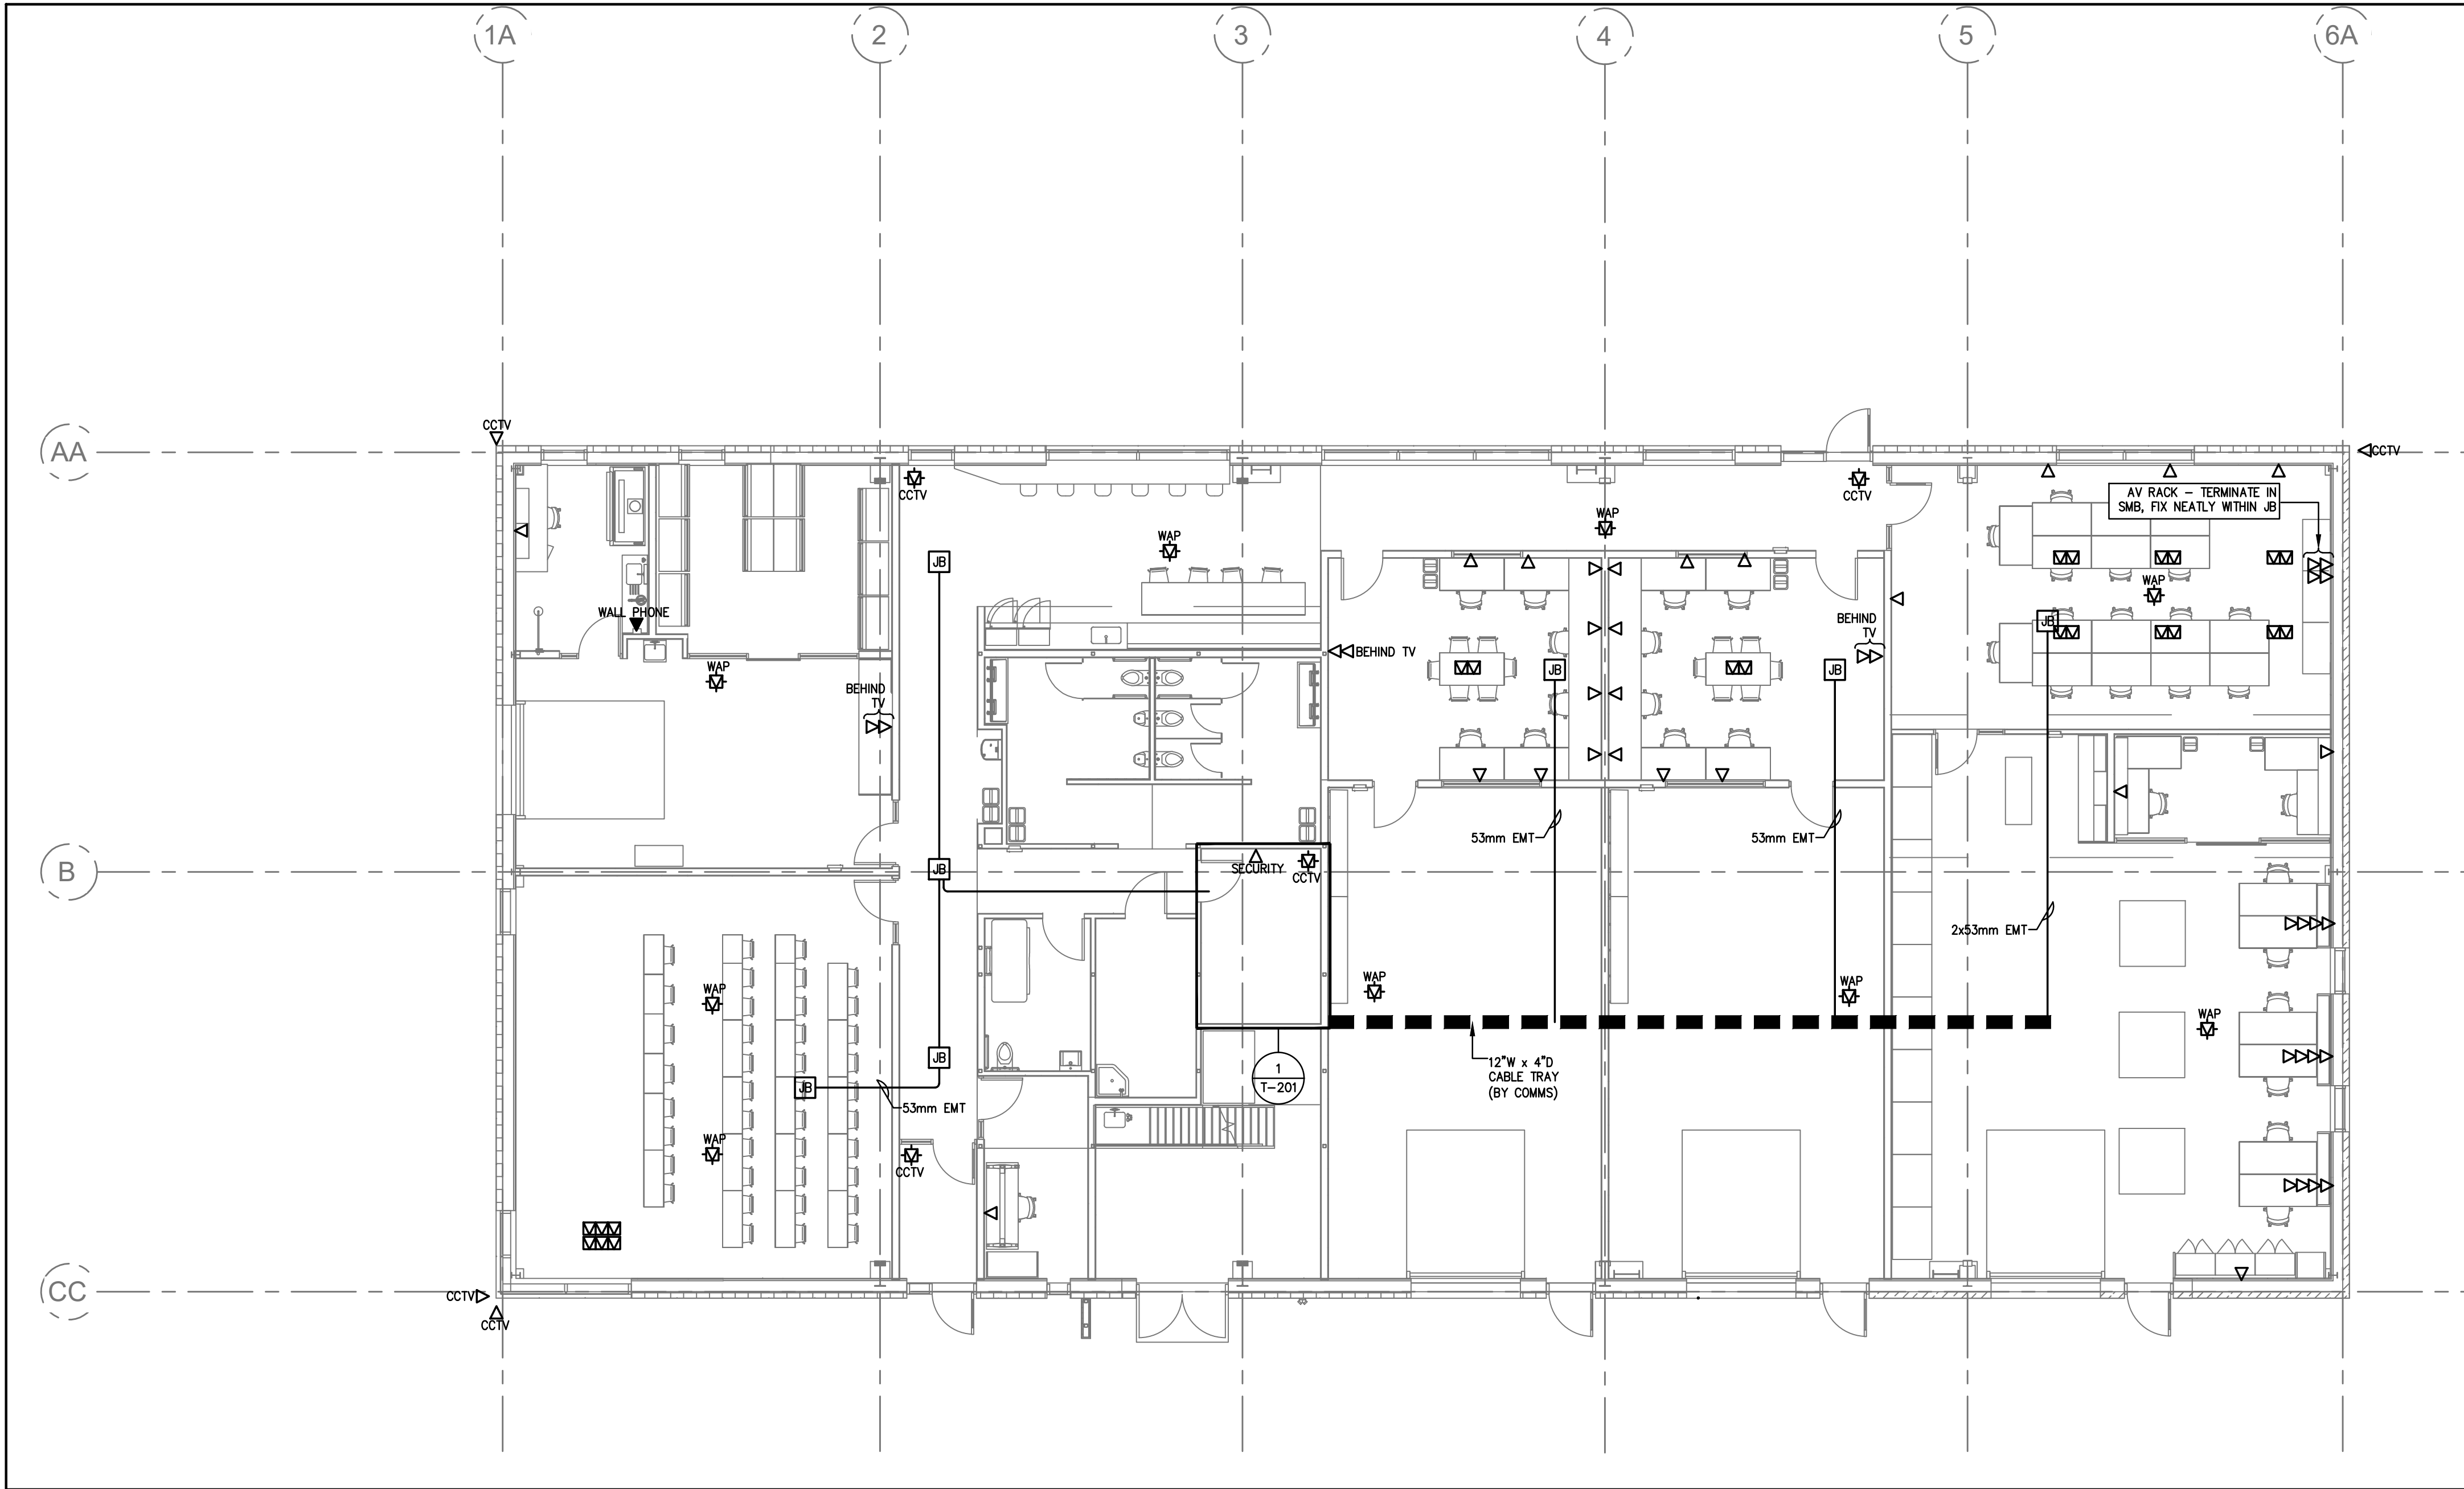 1A
2
3
4
5
6A
AA
CCTV
CCTV
CCTV
CCTV
AV RACK – TERMINATE IN
SMB, FIX NEATLY WITHIN JB
WAP
WAP
JB
WAP
WALL PHONE
JB
BEHIND
TV
BEHIND TV
WAP
JB
JB
BEHIND
TV
53mm EMT
53mm EMT
B
JB
SECURITY
CCTV
2x53mm EMT
WAP
WAP
WAP
WAP
JB
12"W x 4"D
CABLE TRAY
(BY COMMS)
1
T-201
JB
53mm EMT
WAP
CCTV
CC
CCTV
CCTV